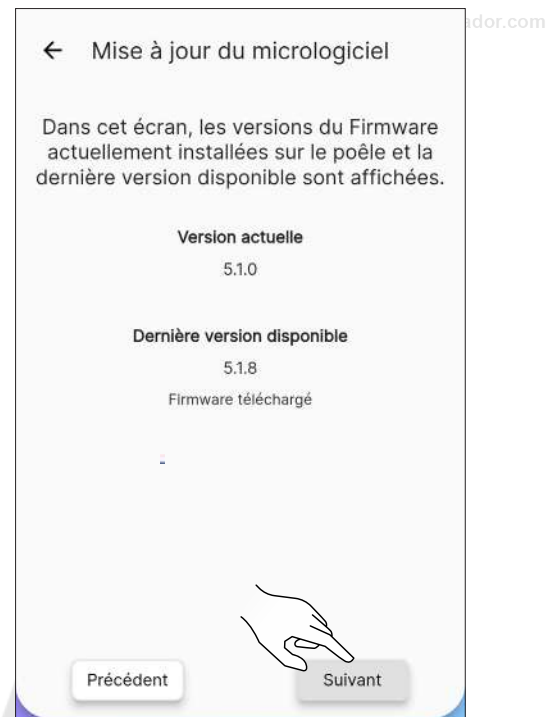 Mise à jour du micrologiciel
Dans cet écran, les versions du Firmware
actuellement installées sur le poêle et la
dernière version disponible sont affichées.
Version actuelle
5.1.0
Dernière version disponible
5.1.8
Firmware téléchargé
Précédent
Suivant